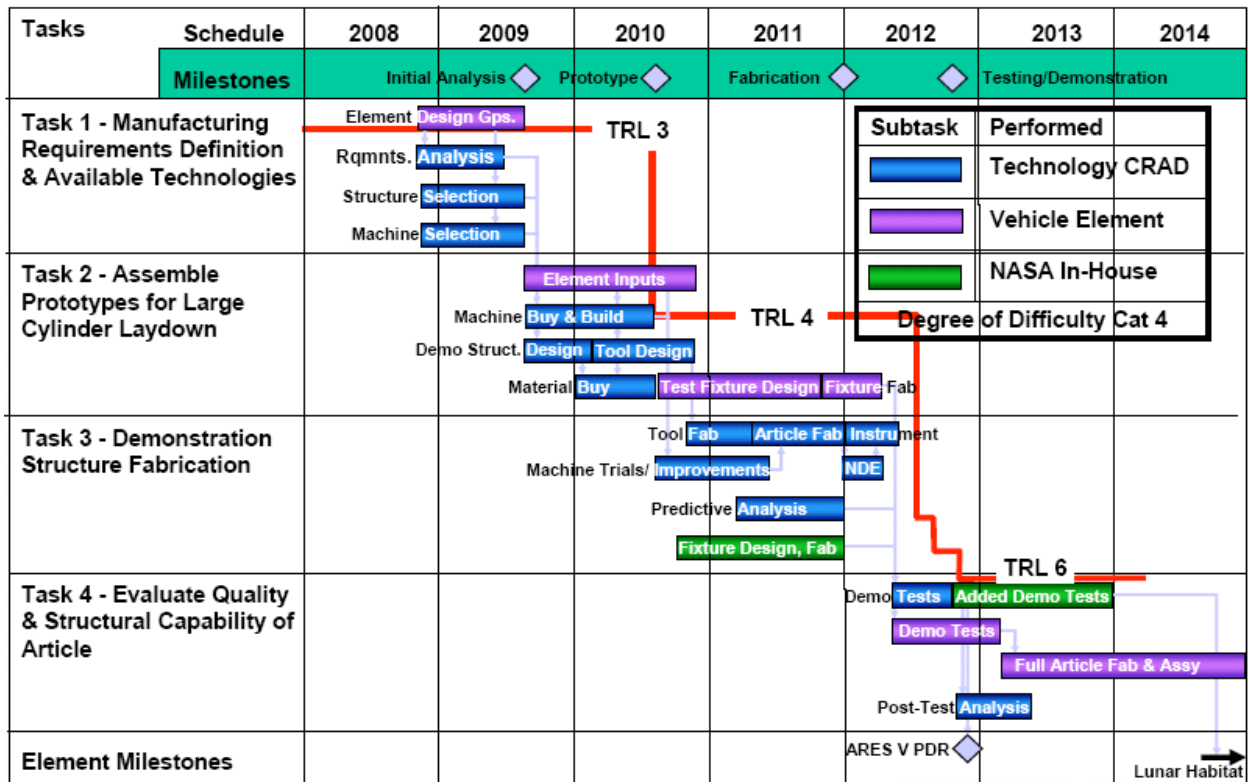 Tasks
Schedule 2008 2009 2010 2011 2012 2013 2014
Milestones Initial Analysis Prototype Fabrication Testing/Demonstration
Task 1 - Manufacturing
Requirements Definition
& Available Technologies
Element Design Gps.
TRL 3
Rqmnts. Analysis
Structure Selection
Machine Selection
Subtask Performed
Technology CRAD
Vehicle Element
NASA In-House
Degree of Difficulty Cat 4
Task 2 - Assemble
Prototypes for Large
Cylinder Laydown
Element Inputs
Machine Buy & Build
TRL 4
Demo Struct. Design Tool Design
Material Buy Test Fixture Design Fixture Fab
Task 3 - Demonstration
Structure Fabrication
Tool Fab Article Fab Instrument
Machine Trials/ Improvements NDE
Predictive Analysis
Fixture Design, Fab
TRL 6
Task 4 - Evaluate Quality
& Structural Capability of
Article
Demo Tests Added Demo Tests
Demo Tests
Full Article Fab & Assy
Post-Test Analysis
Element Milestones
ARES V PDR
Lunar Habitat